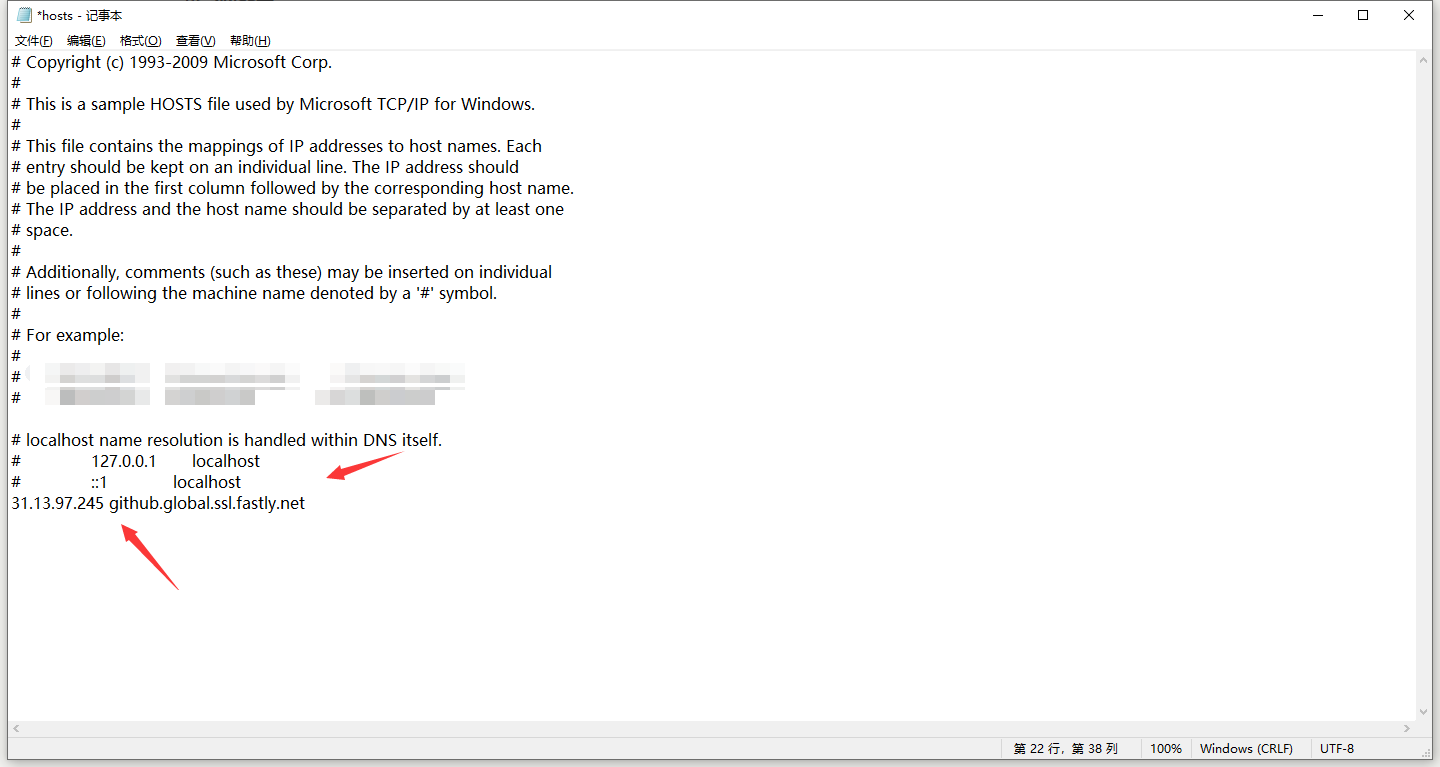 *hosts - 记事本
文件(F) 编辑(E) 格式(O) 查看(V) 帮助(H)
# Copyright (c) 1993-2009 Microsoft Corp.
#
# This is a sample HOSTS file used by Microsoft TCP/IP for Windows.
#
# This file contains the mappings of IP addresses to host names. Each
# entry should be kept on an individual line. The IP address should
# be placed in the first column followed by the corresponding host name.
# The IP address and the host name should be separated by at least one
# space.
#
# Additionally, comments (such as these) may be inserted on individual
# lines or following the machine name denoted by a '#' symbol.
#
# For example:
#
#
#
# localhost name resolution is handled within DNS itself.
# 127.0.0.1 localhost
# ::1 localhost
31.13.97.245 github.global.ssl.fastly.net
第 22 行，第 38 列 100% Windows (CRLF) UTF-8